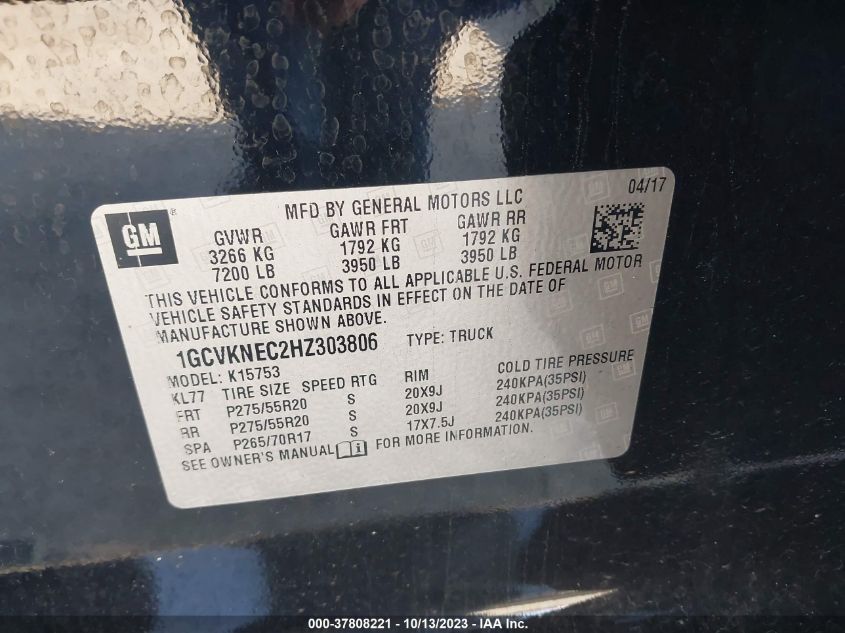 04/17
GM®
MFD BY GENERAL MOTORS LLC
GVWR GAWR FRT GAWR RR
3266 KG 1792 KG 1792 KG
7200 LB 3950 LB 3950 LB
THIS VEHICLE CONFORMS TO ALL APPLICABLE U.S. FEDERAL MOTOR
VEHICLE SAFETY STANDARDS IN EFFECT ON THE DATE OF
MANUFACTURE SHOWN ABOVE.
1GCVKNEC2HZ303806 TYPE: TRUCK
MODEL: K15753
KL77 TIRE SIZE SPEED RTG RIM COLD TIRE PRESSURE
FRT P275/55R20 S 20X9J 240KPA(35PSI)
RR P275/55R20 S 20X9J 240KPA(35PSI)
SPA P265/70R17 S 17X7.5J 240KPA(35PSI)
SEE OWNER'S MANUAL FOR MORE INFORMATION.
000-37808221 - 10/13/2023 - © IAA Inc.